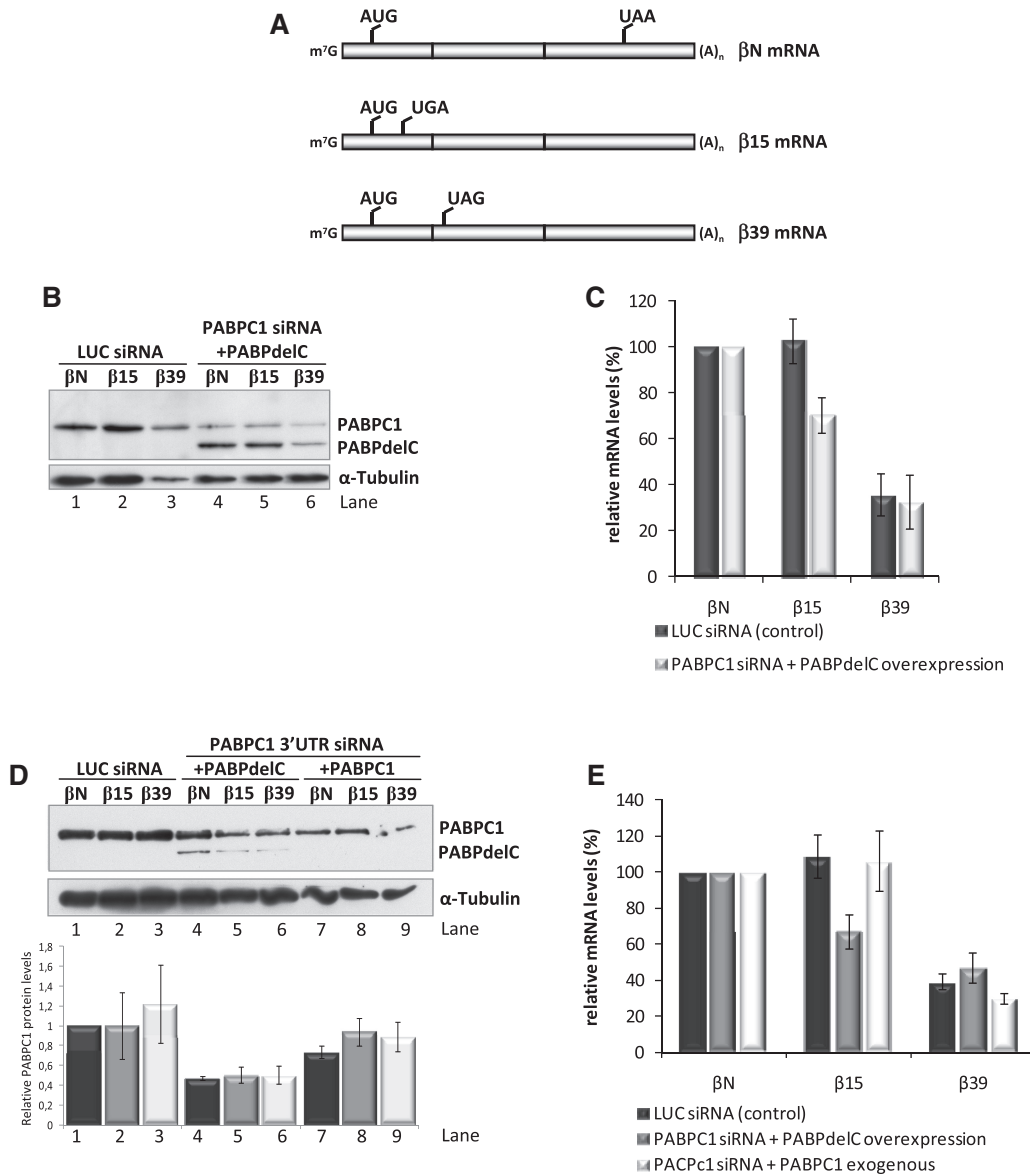 A
AUG UAA
m⁷G (A)ₙ βN mRNA
AUG UGA
m⁷G (A)ₙ β15 mRNA
AUG UAG
m⁷G (A)ₙ β39 mRNA
B
PABPC1 siRNA
LUC siRNA +PABPdelC
βN β15 β39 βN β15 β39
PABPC1
PABPdelC
α-Tubulin
1 2 3 4 5 6 Lane
C
relative mRNA levels (%)
120
100
80
60
40
20
0
βN β15 β39
LUC siRNA (control)
PABPC1 siRNA + PABPdelC overexpression
D
PABPC1 3’UTR siRNA
LUC siRNA +PABPdelC +PABPC1
βN β15 β39 βN β15 β39 βN β15 β39
PABPC1
PABPdelC
α-Tubulin
1 2 3 4 5 6 7 8 9 Lane
Relative PABPC1 protein levels
1,8
1,6
1,4
1,2
1
0,8
0,6
0,4
0,2
0
1 2 3 4 5 6 7 8 9 Lane
E
relative mRNA levels (%)
140
120
100
80
60
40
20
0
βN β15 β39
LUC siRNA (control)
PABPC1 siRNA + PABPdelC overexpression
PACPc1 siRNA + PABPC1 exogenous